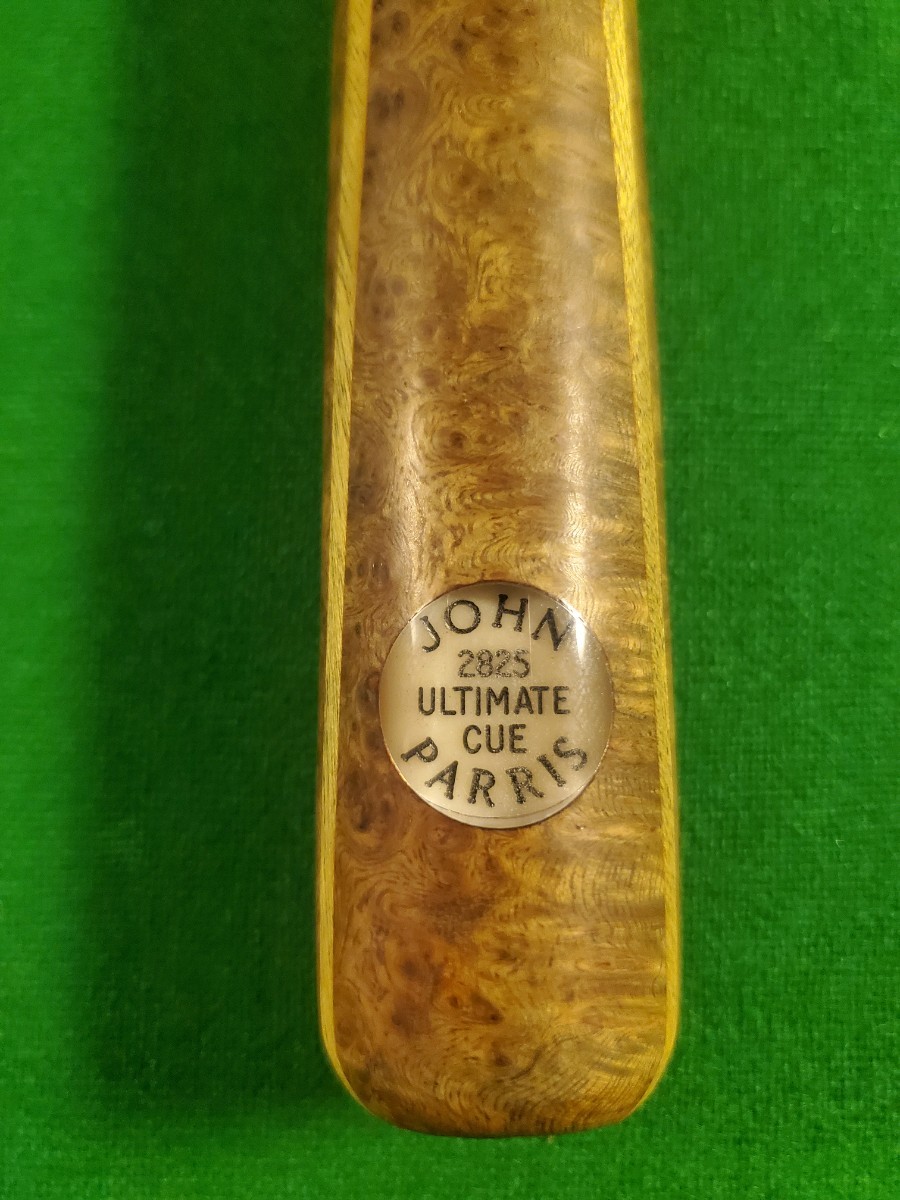 JOHN
2825
ULTIMATE
CUE
PARRIS